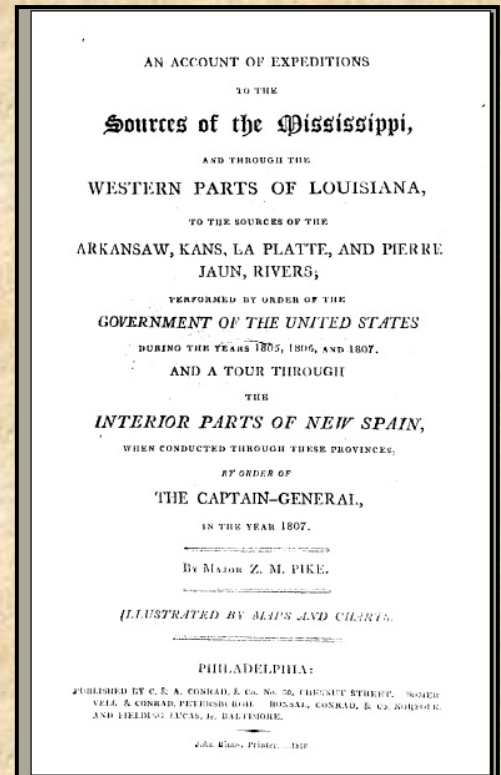 AN ACCOUNT OF EXPEDITIONS
TO THE
Sources of the Mississippi,
AND THROUGH THE
WESTERN PARTS OF LOUISIANA,
TO THE SOURCES OF THE
ARKANSAW, KANS, LA PLATTE, AND PIERRE
JAUN, RIVERS;
PERFORMED BY ORDER OF THE
GOVERNMENT OF THE UNITED STATES
DURING THE YEARS 1805, 1806, AND 1807.
AND A TOUR THROUGH
THE
INTERIOR PARTS OF NEW SPAIN,
WHEN CONDUCTED THROUGH THESE PROVINCES,
BY ORDER OF
THE CAPTAIN-GENERAL,
IN THE YEAR 1807.
BY MAJOR Z. M. PIKE.
ILLUSTRATED BY MAPS AND CHARTS.
PHILADELPHIA:
PUBLISHED BY C. & A. CONRAD, & Co. No. 30, CHESNUT STREET. SOMER
VELL & CONRAD, PETERSBURGH. BONSAL, CONRAD, & Co. NORFOLK.
AND FIELDING LUCAS, Jr. BALTIMORE.
John Binns, Printer....1810